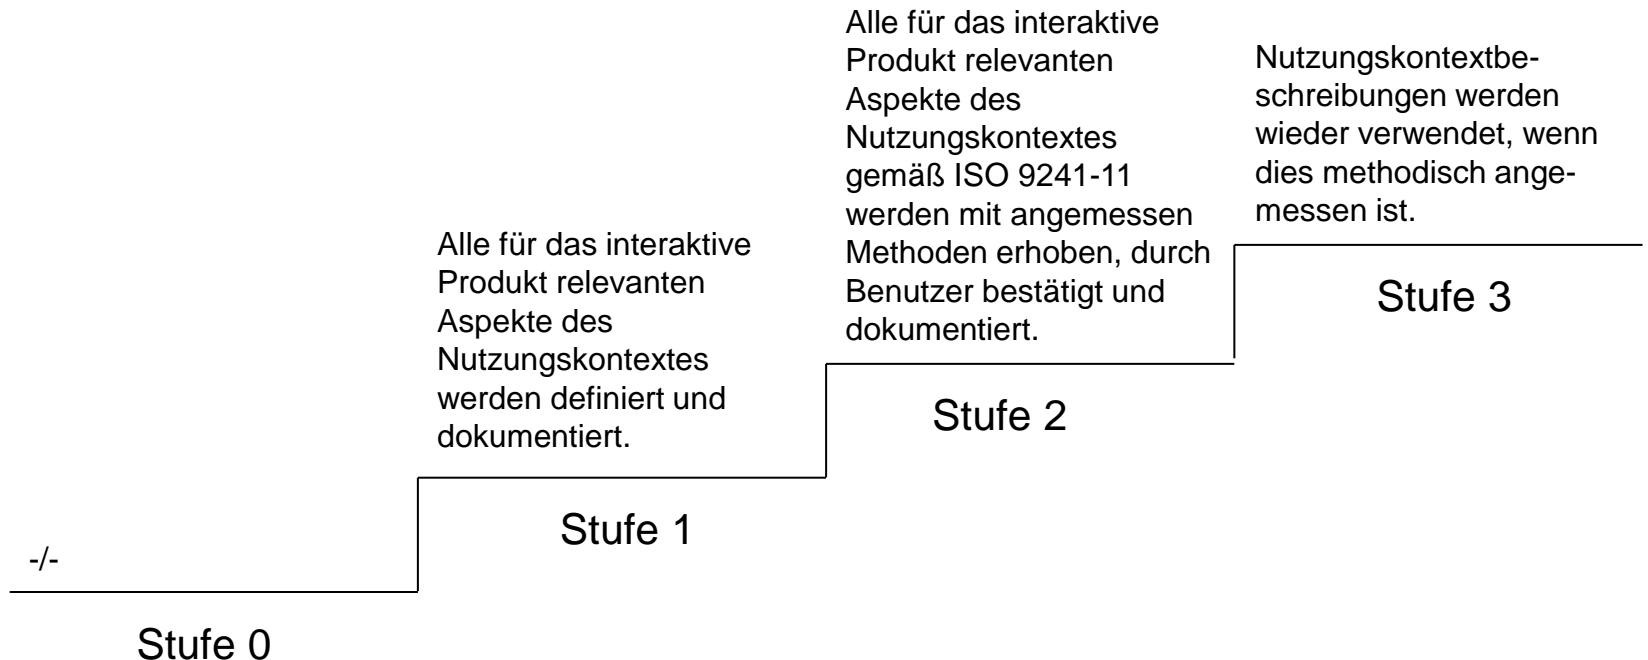 -/-
Stufe 0
Alle für das interaktive
Produkt relevanten
Aspekte des
Nutzungskontextes
werden definiert und
dokumentiert.
Stufe 1
Alle für das interaktive
Produkt relevanten
Aspekte des
Nutzungskontextes
gemäß ISO 9241-11
werden mit angemessen
Methoden erhoben, durch
Benutzer bestätigt und
dokumentiert.
Stufe 2
Nutzungskontextbe-
schreibungen werden
wieder verwendet, wenn
dies methodisch ange-
messen ist.
Stufe 3